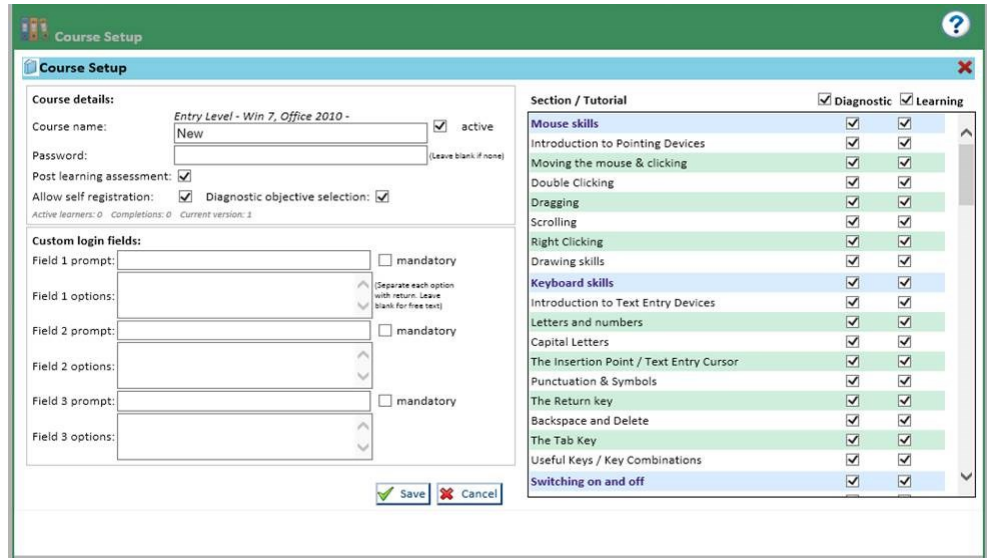 Course Setup
?
Course Setup
Course details:
Entry Level - Win 7, Office 2010 -
Course name:
New
active
Password:
(Leave blank if none)
Post learning assessment:
Allow self registration:
Diagnostic objective selection:
Active learners: 0 Completions: 0 Current version: 1
Custom login fields:
Field 1 prompt:
mandatory
Field 1 options:
(Separate each option
with return. Leave
blank for free text)
Field 2 prompt:
mandatory
Field 2 options:
Field 3 prompt:
mandatory
Field 3 options:
Save
Cancel
Section / Tutorial
Diagnostic
Learning
Mouse skills
Introduction to Pointing Devices
Moving the mouse & clicking
Double Clicking
Dragging
Scrolling
Right Clicking
Drawing skills
Keyboard skills
Introduction to Text Entry Devices
Letters and numbers
Capital Letters
The Insertion Point / Text Entry Cursor
Punctuation & Symbols
The Return key
Backspace and Delete
The Tab Key
Useful Keys / Key Combinations
Switching on and off